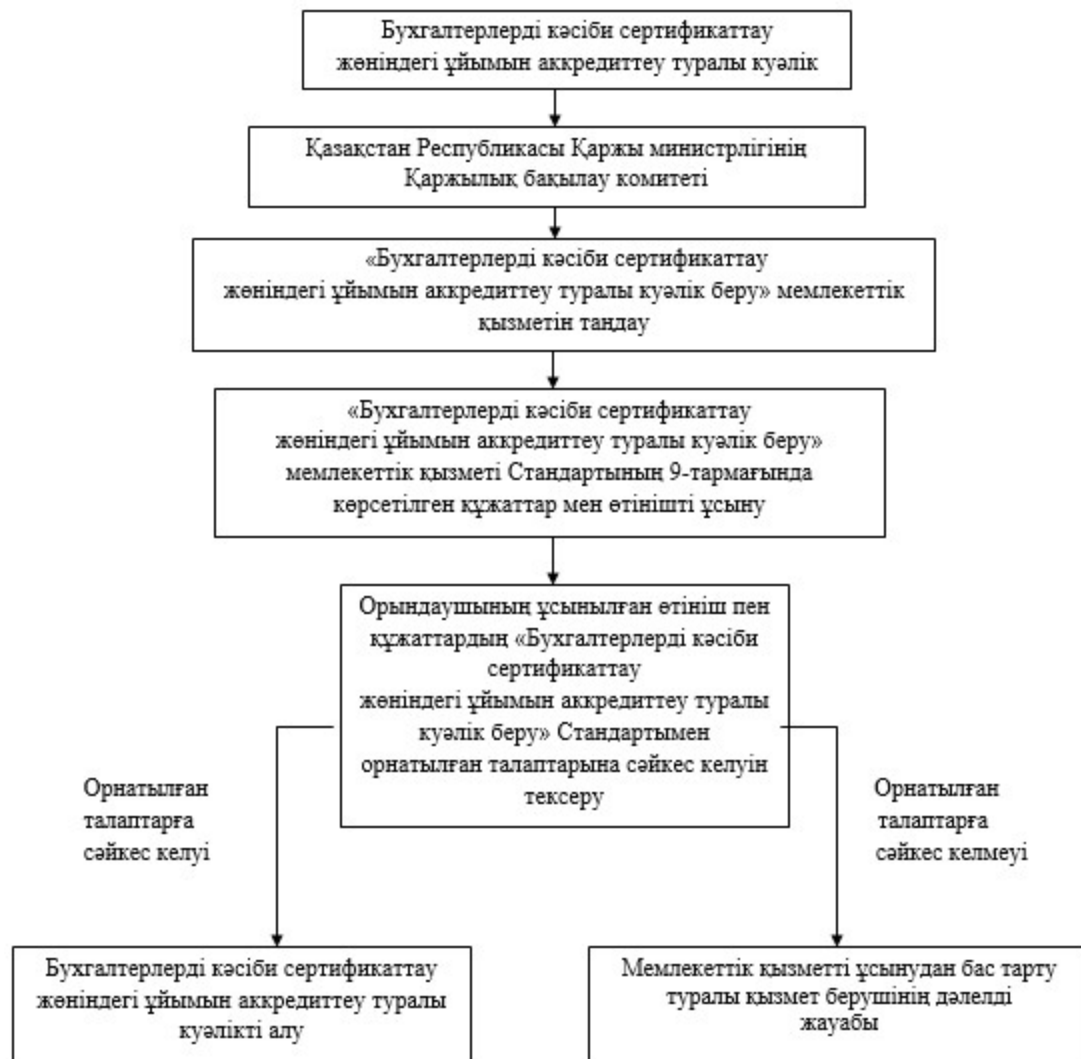 Бухгалтерлерді кәсіби сертификаттау
жөніндегі ұйымын аккредиттеу туралы куәлік
Қазақстан Республикасы Қаржы министрлігінің
Қаржылық бақылау комитеті
«Бухгалтерлерді кәсіби сертификаттау
жөніндегі ұйымын аккредиттеу туралы куәлік беру» мемлекеттік
қызметін таңдау
«Бухгалтерлерді кәсіби сертификаттау
жөніндегі ұйымын аккредиттеу туралы куәлік беру»
мемлекеттік қызметі Стандартының 9-тармағында
көрсетілген құжаттар мен өтінішті ұсыну
Орындаушының ұсынылған өтініш пен
құжаттардың «Бухгалтерлерді кәсіби
сертификаттау
жөніндегі ұйымын аккредиттеу туралы
куәлік беру» Стандартымен
орнатылған талаптарына сәйкес келуін
тексеру
Орнатылған
талаптарға
сәйкес келуі
Орнатылған
талаптарға
сәйкес келмеуі
Бухгалтерлерді кәсіби сертификаттау
жөніндегі ұйымын аккредиттеу туралы
куәлікті алу
Мемлекеттік қызметті ұсынудан бас тарту
туралы қызмет берушінің дәлелді
жауабы